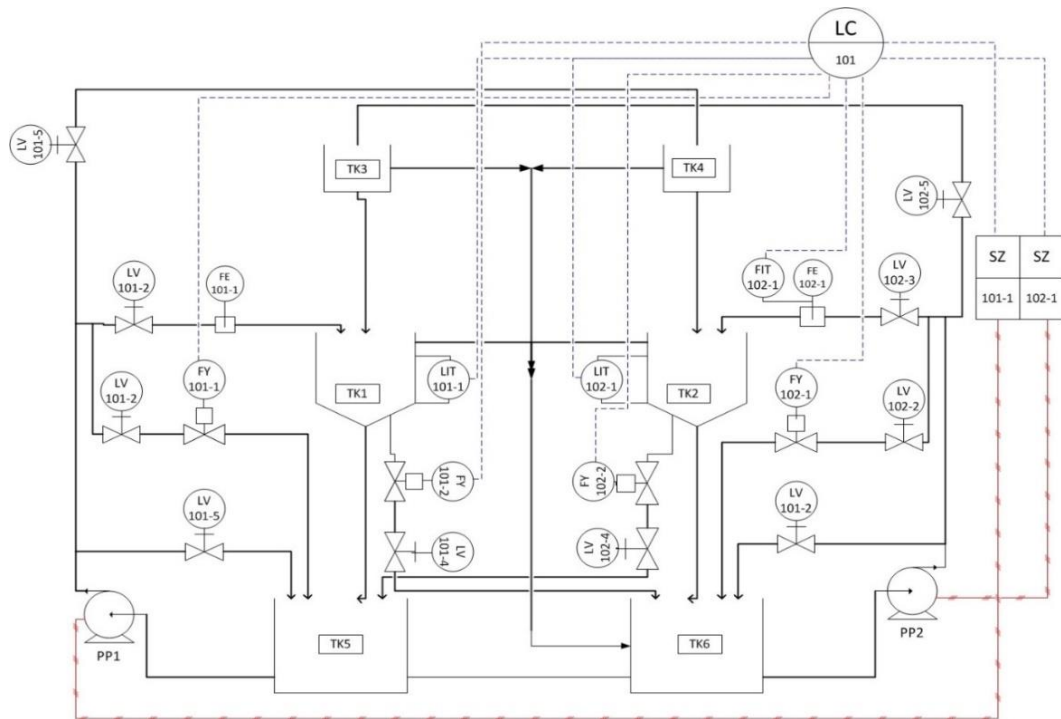 LC
101
LV
101-5
TK3
TK4
LV
102-5
SZ
SZ
101-1
102-1
LV
101-2
FE
101-1
FIT
102-1
FE
102-1
LV
102-3
FY
101-1
LV
101-2
TK1
LIT
101-1
LIT
102-1
TK2
FY
102-1
LV
102-2
FY
101-2
FY
102-2
LV
101-5
LV
101-4
LV
102-4
LV
101-2
PP1
TK5
TK6
PP2